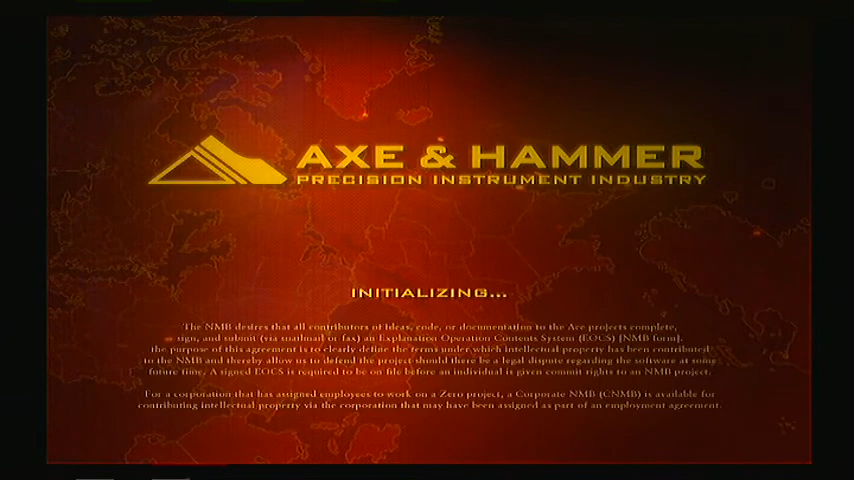 AXE & HAMMER
PRECISION INSTRUMENT INDUSTRY
INITIALIZING...
The NMB desires that all contributors of ideas, code, or documentation to the Ace projects complete,
sign, and submit (via snailmail or fax) an Explanation Operation Contents System (EOCS) [NMB form].
the purpose of this agreement is to clearly define the terms under which intellectual property has been contributed
to the NMB and thereby allow us to defend the project should there be a legal dispute regarding the software at some
future time. A signed EOCS is required to be on file before an individual is given commit rights to an NMB project.
For a corporation that has assigned employees to work on a Zero project, a Corporate NMB (CNMB) is available for
contributing intellectual property via the corporation that may have been assigned as part of an employment agreement.